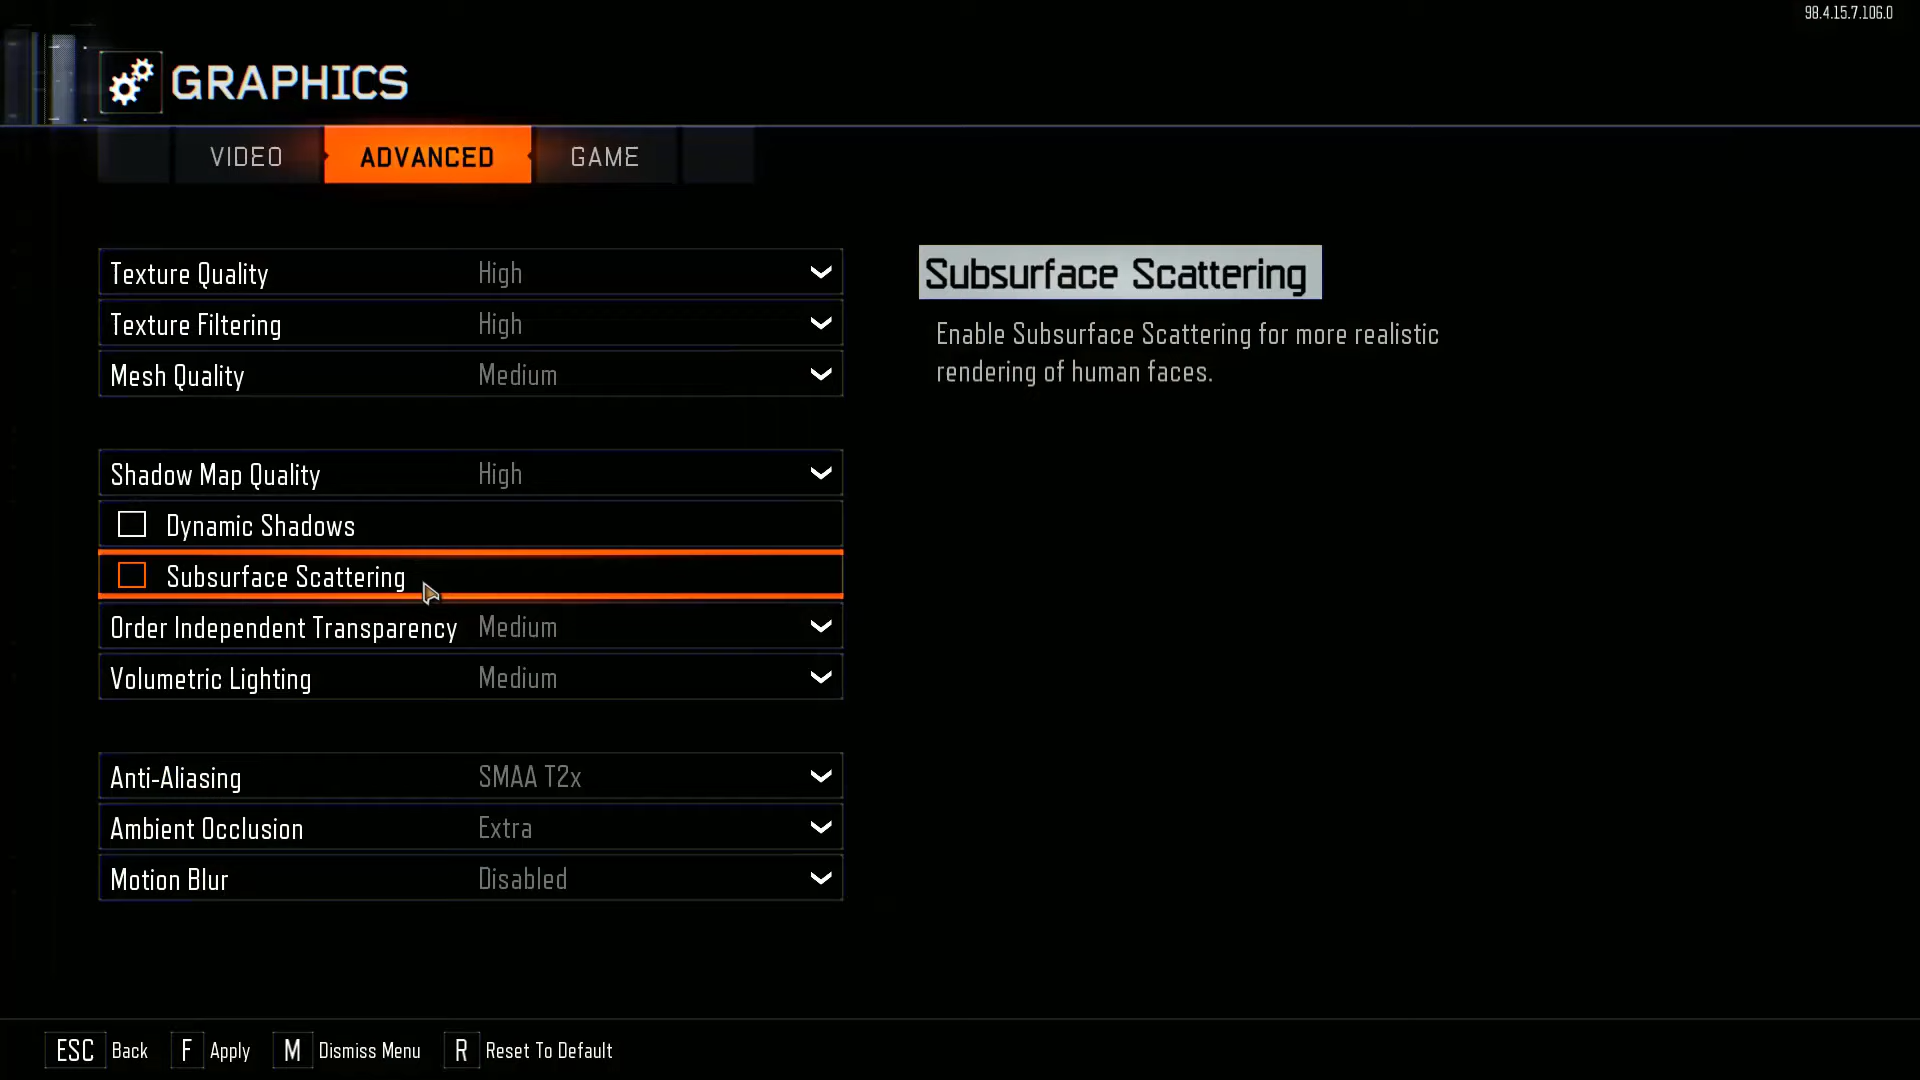 98.4.15.7.106.0
GRAPHICS
VIDEO ADVANCED GAME
Texture Quality High
Texture Filtering High
Mesh Quality Medium
Shadow Map Quality High
Dynamic Shadows
Subsurface Scattering
Order Independent Transparency Medium
Volumetric Lighting Medium
Anti-Aliasing SMAA T2x
Ambient Occlusion Extra
Motion Blur Disabled
Subsurface Scattering
Enable Subsurface Scattering for more realistic
rendering of human faces.
ESC Back F Apply M Dismiss Menu R Reset To Default